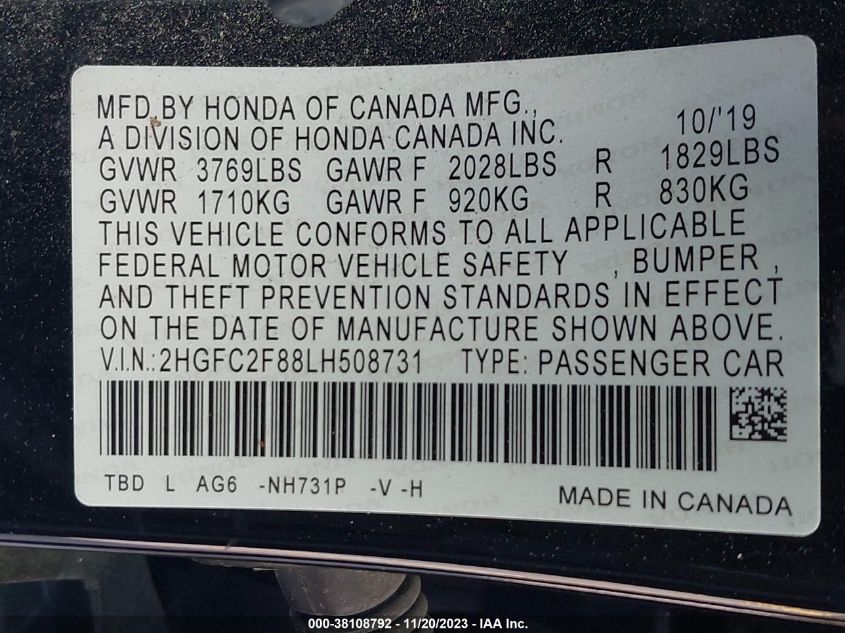 MFD.BY HONDA OF CANADA MFG.,
A DIVISION OF HONDA CANADA INC. 10/'19
GVWR 3769LBS GAWR F 2028LBS R 1829LBS
GVWR 1710KG GAWR F 920KG R 830KG
THIS VEHICLE CONFORMS TO ALL APPLICABLE
FEDERAL MOTOR VEHICLE SAFETY , BUMPER ,
AND THEFT PREVENTION STANDARDS IN EFFECT
ON THE DATE OF MANUFACTURE SHOWN ABOVE.
V.I.N.:2HGFC2F88LH508731 TYPE: PASSENGER CAR
TBD L AG6 -NH731P -V -H MADE IN CANADA
000-38108792 - 11/20/2023 - IAA Inc.